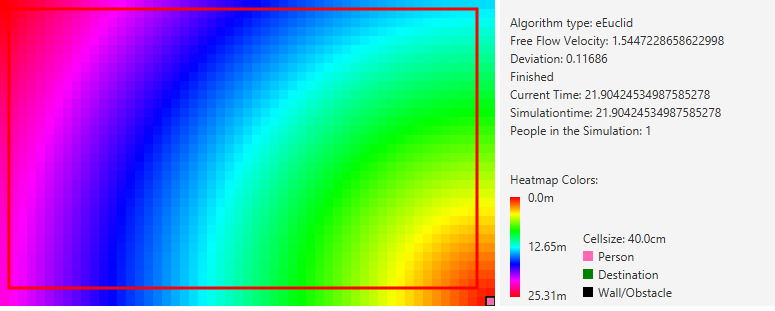 Algorithm type: eEuclid
Free Flow Velocity: 1.5447228658622998
Deviation: 0.11686
Finished
Current Time: 21.90424534987585278
Simulationtime: 21.90424534987585278
People in the Simulation: 1
Heatmap Colors:
0.0m
12.65m
25.31m
Cellsize: 40.0cm
Person
Destination
Wall/Obstacle